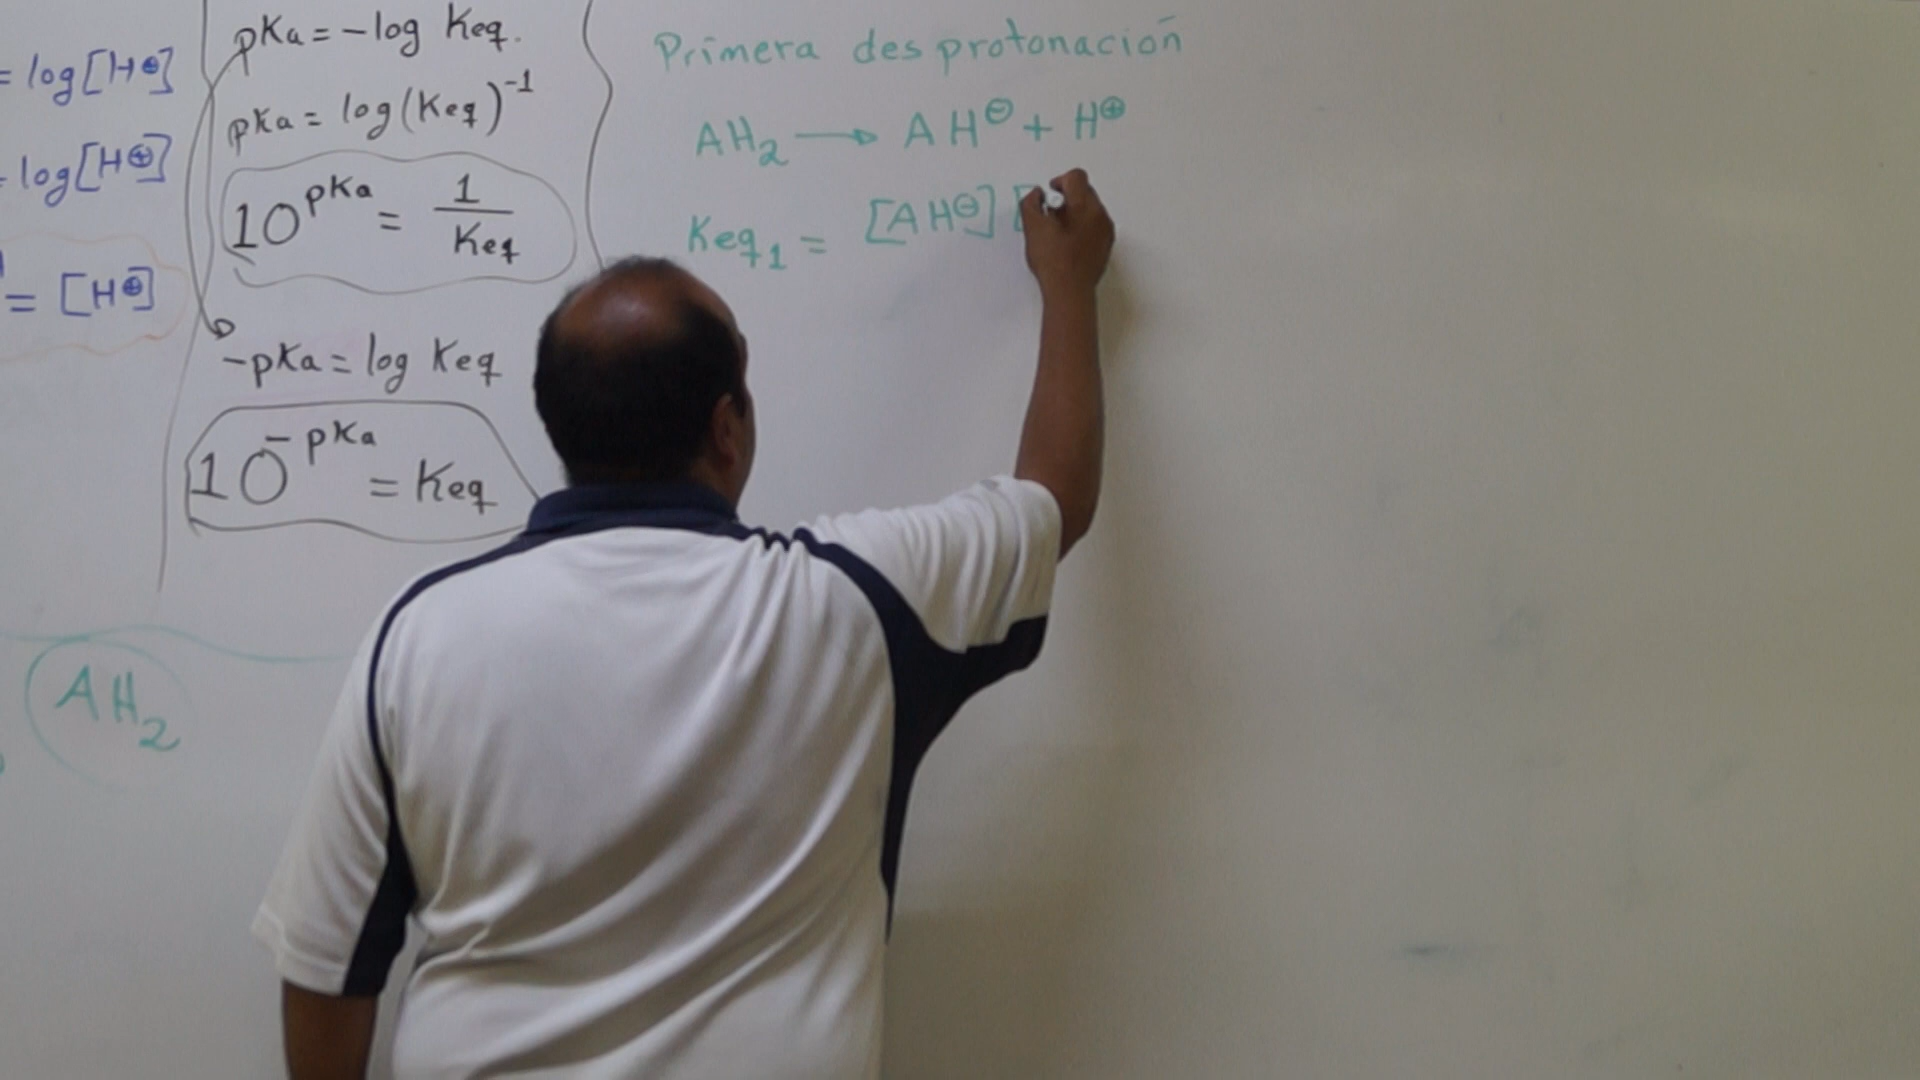 = log[H⊕]
= log[H⊕]
= [H⊕]
pKa = -log Keq.
pKa = log(Keq)⁻¹
10^pKa = 1/Keq
-pKa = log Keq
10^-pKa = Keq
AH₂
Primera desprotonación
AH₂ → AH⊖ + H⊕
Keq₁ = [AH⊖] [